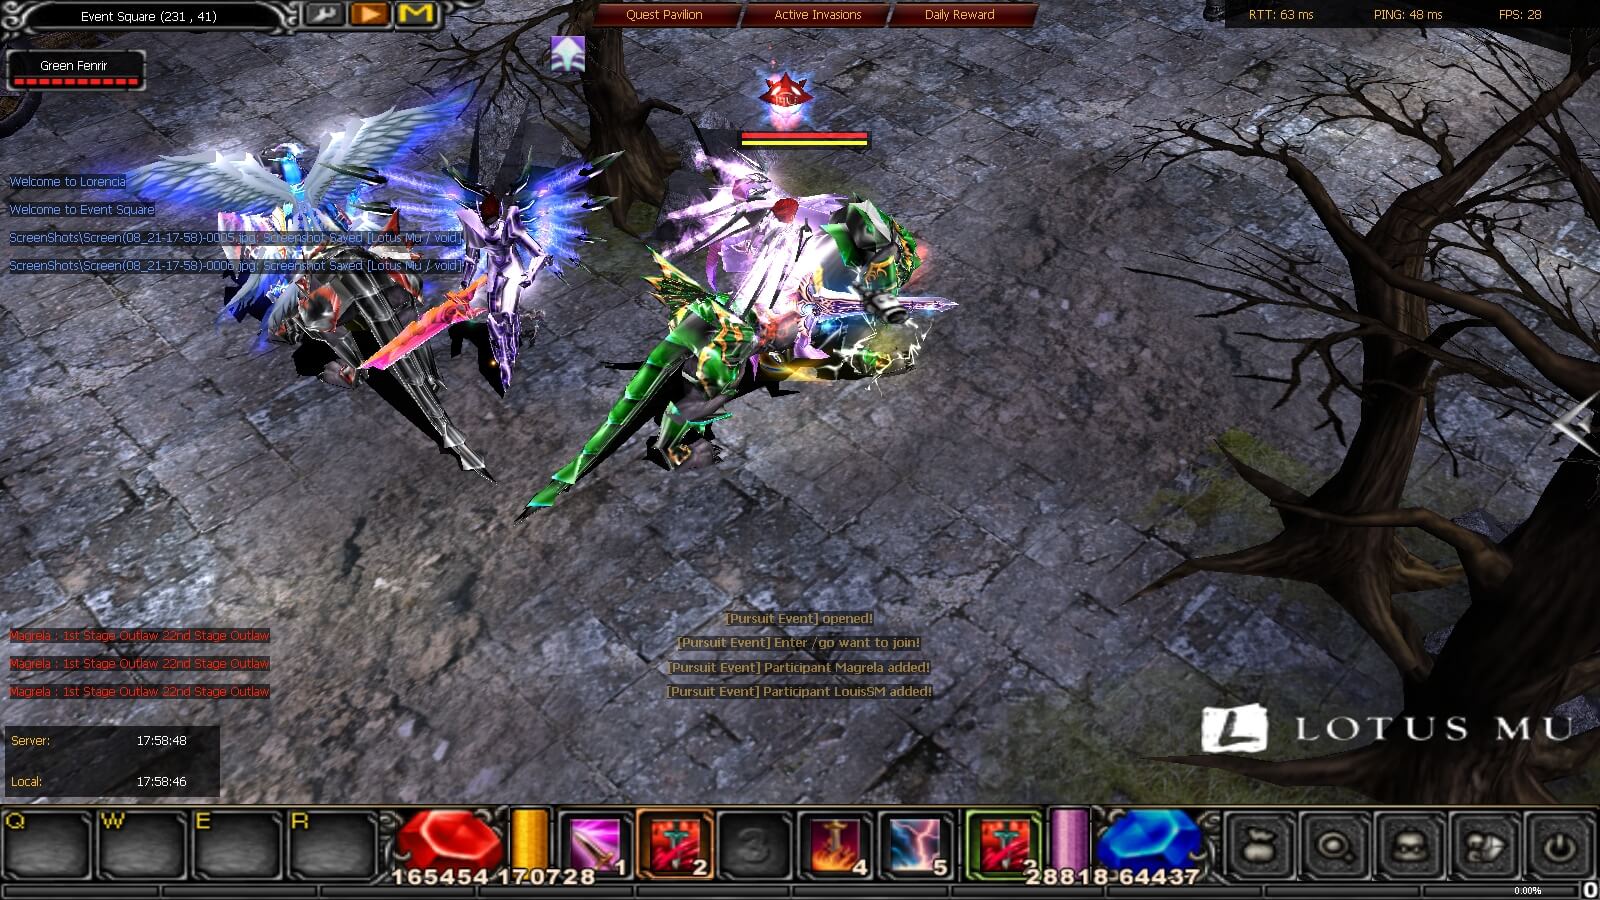 Event Square (231 , 41)
Quest Pavilion
Active Invasions
Daily Reward
RTT: 63 ms
PING: 48 ms
FPS: 28
Green Fenrir
Welcome to Lorencia
Welcome to Event Square
ScreenShots\Screen(08_21-17-58)-0005.jpg: Screenshot Saved [Lotus Mu / void]
ScreenShots\Screen(08_21-17-58)-0006.jpg: Screenshot Saved [Lotus Mu / void]
[Pursuit Event] opened!
[Pursuit Event] Enter /go want to join!
[Pursuit Event] Participant Magrela added!
[Pursuit Event] Participant LouisSM added!
Magrela : 1st Stage Outlaw 22nd Stage Outlaw
Magrela : 1st Stage Outlaw 22nd Stage Outlaw
Magrela : 1st Stage Outlaw 22nd Stage Outlaw
Server: 17:58:48
Local: 17:58:46
L LOTUS MU
Q W E R
1 2 3 4 5 2
165454 170728 28818 64437
0.00% 0